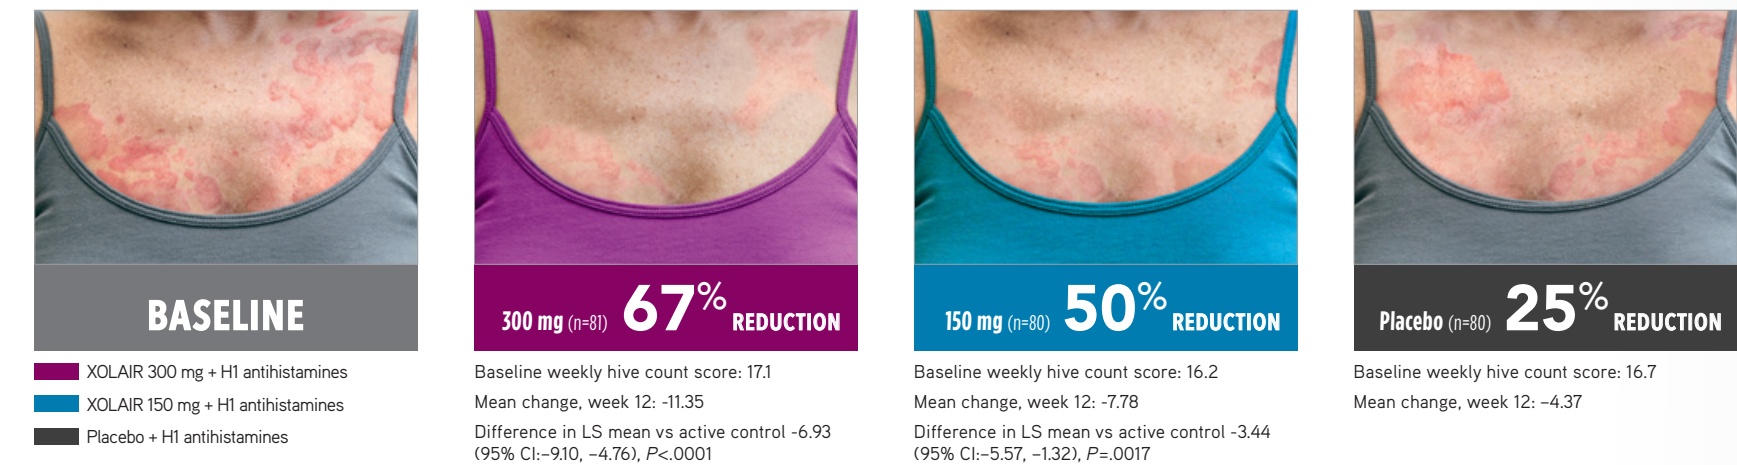 BASELINE
XOLAIR 300 mg + H1 antihistamines
XOLAIR 150 mg + H1 antihistamines
Placebo + H1 antihistamines
300 mg (n=81) 67% REDUCTION
Baseline weekly hive count score: 17.1
Mean change, week 12: -11.35
Difference in LS mean vs active control -6.93
(95% CI:–9.10, –4.76), P<.0001
150 mg (n=80) 50% REDUCTION
Baseline weekly hive count score: 16.2
Mean change, week 12: -7.78
Difference in LS mean vs active control -3.44
(95% CI:–5.57, –1.32), P=.0017
Placebo (n=80) 25% REDUCTION
Baseline weekly hive count score: 16.7
Mean change, week 12: –4.37